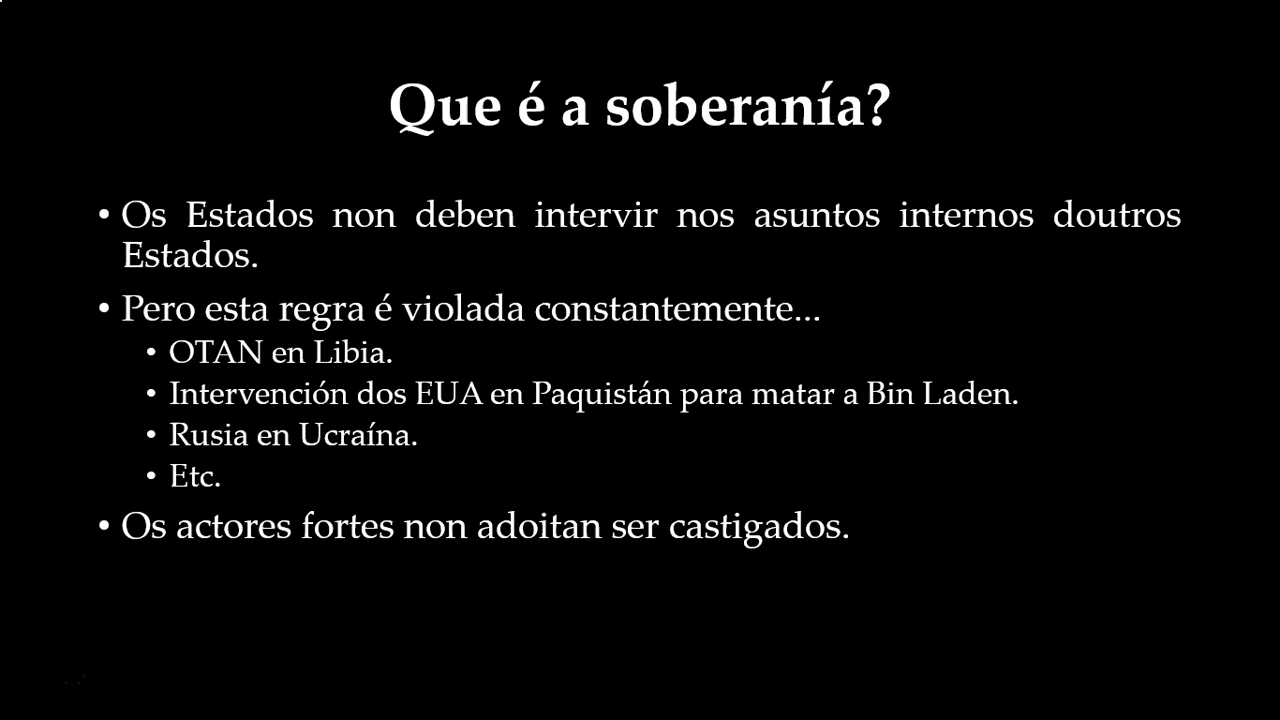 Que é a soberanía?
• Os Estados non deben intervir nos asuntos internos doutros
Estados.
• Pero esta regra é violada constantemente...
• OTAN en Libia.
• Intervención dos EUA en Paquistán para matar a Bin Laden.
• Rusia en Ucraína.
• Etc.
• Os actores fortes non adoitan ser castigados.